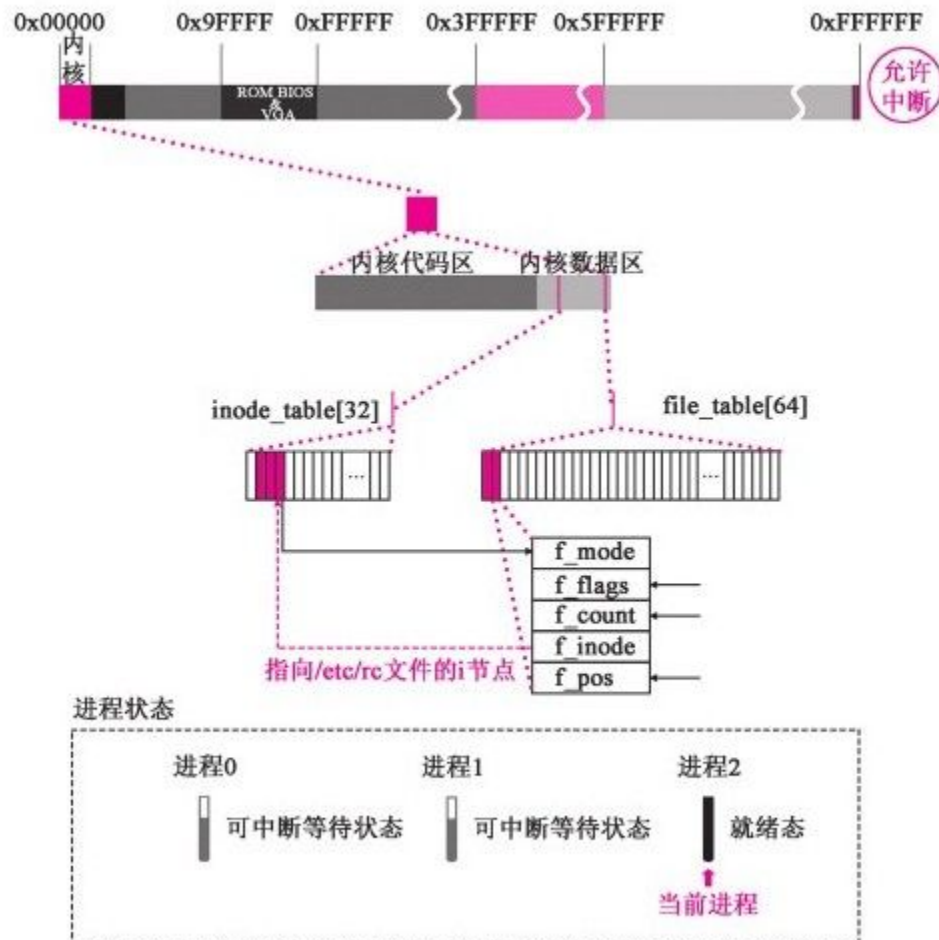 0x00000 0x9FFFF 0xFFFFF 0x3FFFFF 0x5FFFFF 0xFFFFFF
内
核
ROM BIOS
&
VGA
允许
中断
内核代码区 内核数据区
inode_table[32] file_table[64]
... ...
f_mode
f_flags
f_count
f_inode
指向/etc/rc文件的i节点
f_pos
进程状态
进程0 进程1 进程2
可中断等待状态 可中断等待状态 就绪态
当前进程